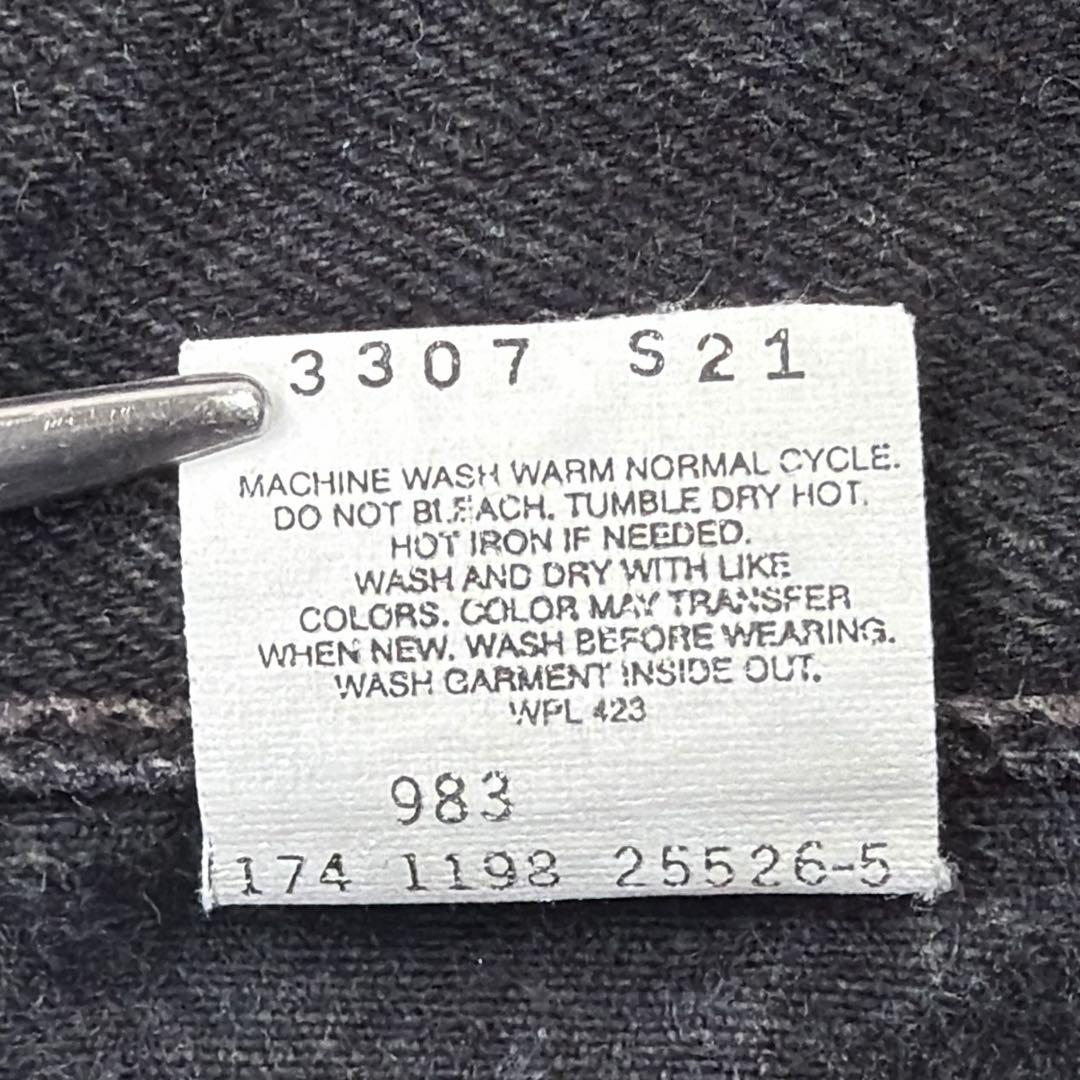 3307 S21
MACHINE WASH WARM NORMAL CYCLE.
DO NOT BLEACH. TUMBLE DRY HOT.
HOT IRON IF NEEDED.
WASH AND DRY WITH LIKE
COLORS. COLOR MAY TRANSFER
WHEN NEW. WASH BEFORE WEARING.
WASH GARMENT INSIDE OUT.
WPL 423
983
174 1198 25526-5